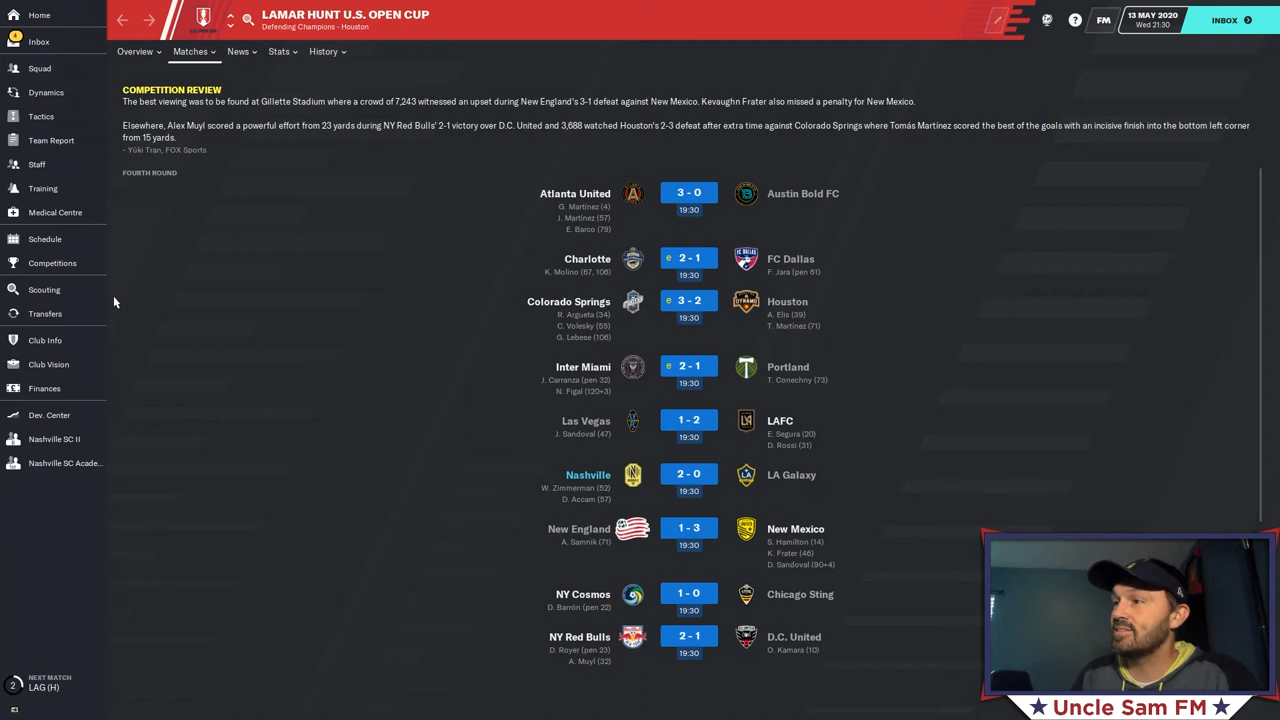 Home
4
Inbox
Squad
Dynamics
Tactics
Team Report
Staff
Training
Medical Centre
Schedule
Competitions
Scouting
Transfers
Club Info
Club Vision
Finances
Dev. Center
Nashville SC II
Nashville SC Acade...
2
NEXT MATCH
LAG (H)
LAMAR HUNT U.S. OPEN CUP
Defending Champions - Houston
?
FM
13 MAY 2020
Wed 21:30
INBOX
Overview
Matches
News
Stats
History
COMPETITION REVIEW
The best viewing was to be found at Gillette Stadium where a crowd of 7,243 witnessed an upset during New England's 3-1 defeat against New Mexico. Kevaughn Frater also missed a penalty for New Mexico.
Elsewhere, Alex Muyl scored a powerful effort from 23 yards during NY Red Bulls' 2-1 victory over D.C. United and 3,688 watched Houston's 2-3 defeat after extra time against Colorado Springs where Tomás Martínez scored the best of the goals with an incisive finish into the bottom left corner
from 15 yards.
- Yūki Tran, FOX Sports
FOURTH ROUND
Atlanta United 3 - 0 Austin Bold FC
G. Martínez (4) 19:30
J. Martínez (57)
E. Barco (79)
Charlotte e 2 - 1 FC Dallas
K. Molino (67, 106) 19:30 F. Jara (pen 61)
Colorado Springs e 3 - 2 Houston
R. Argueta (34) 19:30 A. Elis (39)
C. Volesky (55) T. Martínez (71)
G. Lebese (106)
Inter Miami e 2 - 1 Portland
J. Carranza (pen 32) 19:30 T. Conechny (73)
N. Figal (120+3)
Las Vegas 1 - 2 LAFC
J. Sandoval (47) 19:30 E. Segura (20)
D. Rossi (31)
Nashville 2 - 0 LA Galaxy
W. Zimmerman (52) 19:30
D. Accam (57)
New England 1 - 3 New Mexico
A. Samnik (71) 19:30 S. Hamilton (14)
K. Frater (46)
D. Sandoval (90+4)
NY Cosmos 1 - 0 Chicago Sting
D. Barrón (pen 22) 19:30
NY Red Bulls 2 - 1 D.C. United
D. Royer (pen 23) 19:30 O. Kamara (10)
A. Muyl (32)
Uncle Sam FM